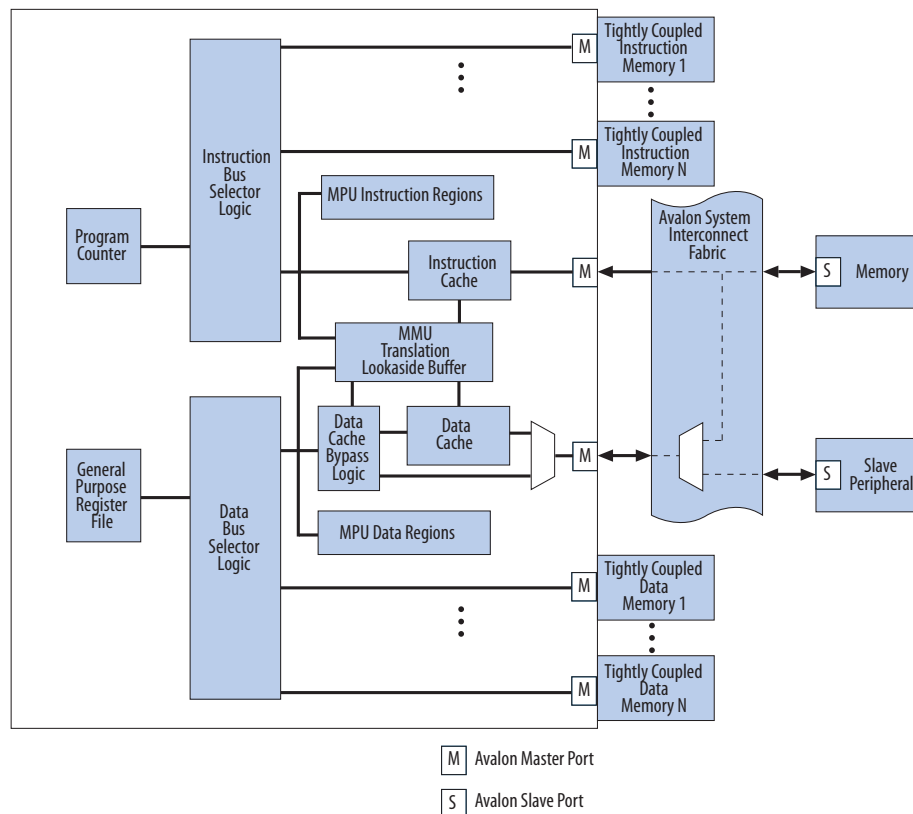 M
Tightly Coupled
Instruction
Memory 1
M
Tightly Coupled
Instruction
Memory N
Instruction
Bus
Selector
Logic
MPU Instruction Regions
Program
Counter
Avalon System
Interconnect
Fabric
Instruction
Cache
M
S
Memory
MMU
Translation
Lookaside Buffer
Data
Cache
Bypass
Logic
Data
Cache
M
General
Purpose
Register
File
S
Slave
Peripheral
Data
Bus
Selector
Logic
MPU Data Regions
M
Tightly Coupled
Data
Memory 1
M
Tightly Coupled
Data
Memory N
M
Avalon Master Port
S
Avalon Slave Port